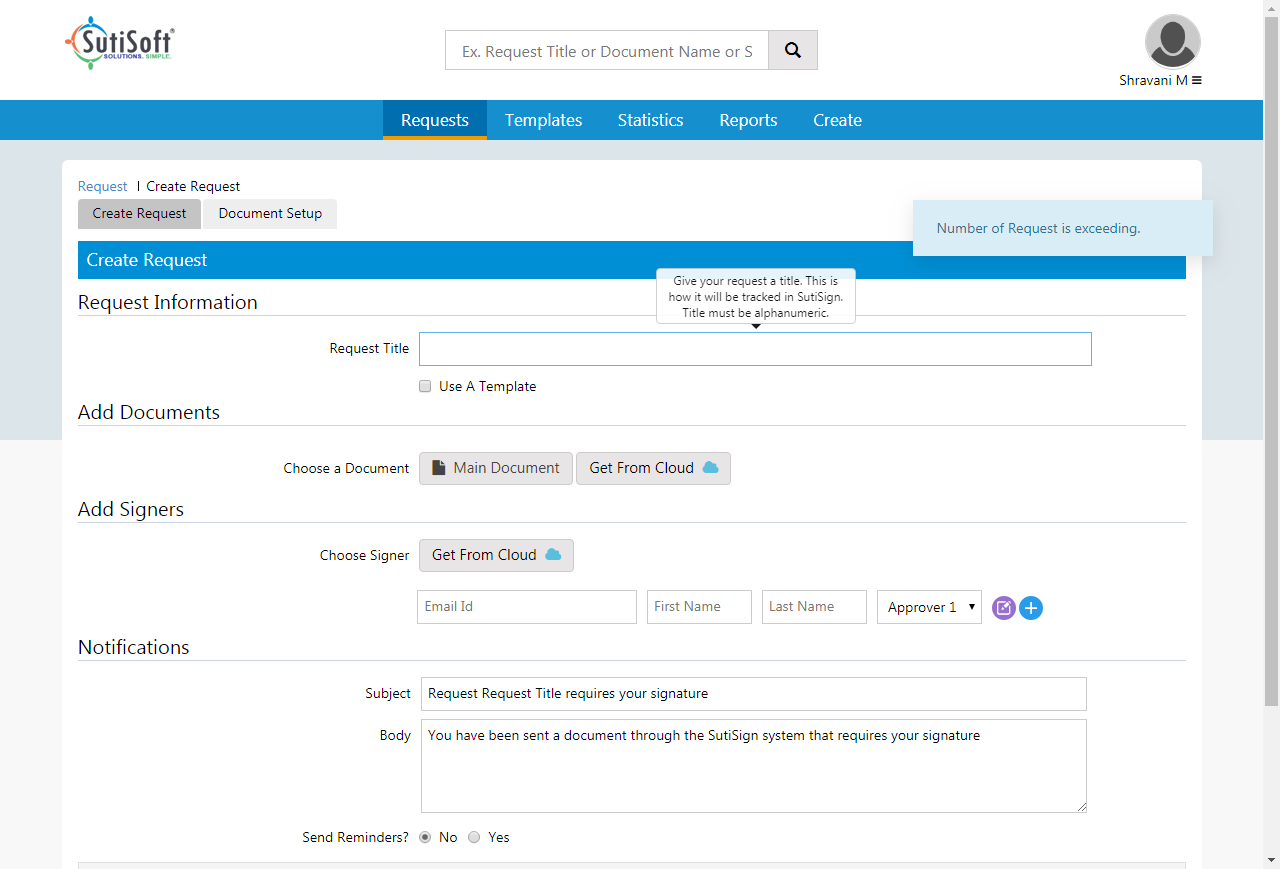 SutiSoft®
SOLUTIONS. SIMPLE.
Ex. Request Title or Document Name or S
Shravani M
Requests Templates Statistics Reports Create
Request | Create Request
Create Request Document Setup
Number of Request is exceeding.
Create Request
Give your request a title. This is
how it will be tracked in SutiSign.
Title must be alphanumeric.
Request Information
Request Title
Use A Template
Add Documents
Choose a Document Main Document Get From Cloud
Add Signers
Choose Signer Get From Cloud
Email Id First Name Last Name Approver 1
Notifications
Subject Request Request Title requires your signature
Body You have been sent a document through the SutiSign system that requires your signature
Send Reminders? No Yes